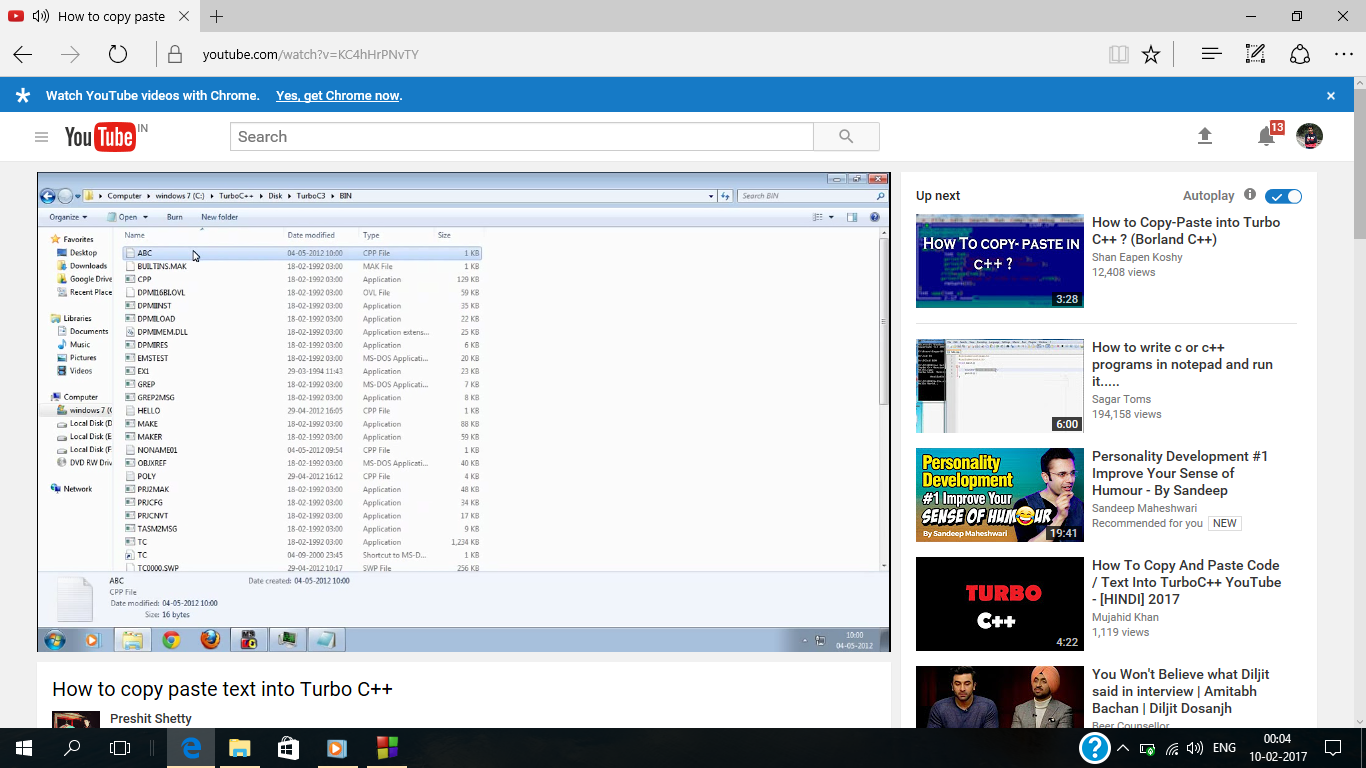 How to copy paste
youtube.com/watch?v=KC4hHrPNvTY
Watch YouTube videos with Chrome. Yes, get Chrome now.
YouTube IN
Search
13
Computer windows 7 (C:) TurboC++ Disk TurboC3 BIN
Search BIN
Organize Open Burn New folder
Name Date modified Type Size
Favorites
Desktop
Downloads
Google Drive
Recent Place
Libraries
Documents
Music
Pictures
Videos
Computer
windows 7 (C
Local Disk (D
Local Disk (E
Local Disk (F
DVD RW Driv
Network
ABC 04-05-2012 10:00 CPP File 1 KB
BUILTINS.MAK 18-02-1992 03:00 MAK File 1 KB
CPP 18-02-1992 03:00 Application 129 KB
DPMI16BI.OVL 18-02-1992 03:00 OVL File 59 KB
DPMIINST 18-02-1992 03:00 Application 35 KB
DPMILOAD 18-02-1992 03:00 Application 22 KB
DPMIMEM.DLL 18-02-1992 03:00 Application extens... 25 KB
DPMIRES 18-02-1992 03:00 Application 6 KB
EMSTEST 18-02-1992 03:00 MS-DOS Applicati... 20 KB
EX1 29-03-1994 11:43 Application 23 KB
GREP 18-02-1992 03:00 MS-DOS Applicati... 7 KB
GREP2MSG 18-02-1992 03:00 Application 8 KB
HELLO 29-04-2012 16:05 CPP File 1 KB
MAKE 18-02-1992 03:00 Application 88 KB
MAKER 18-02-1992 03:00 Application 59 KB
NONAME01 04-05-2012 09:54 CPP File 1 KB
OBJXREF 18-02-1992 03:00 MS-DOS Applicati... 40 KB
POLY 29-04-2012 16:12 CPP File 4 KB
PRJ2MAK 18-02-1992 03:00 Application 48 KB
PRJCFG 18-02-1992 03:00 Application 34 KB
PRJCNVT 18-02-1992 03:00 Application 17 KB
TASM2MSG 18-02-1992 03:00 Application 9 KB
TC 18-02-1992 03:00 Application 1,234 KB
TC 04-09-2000 23:45 Shortcut to MS-D... 1 KB
TC0000.SWP 29-04-2012 10:17 SWP File 256 KB
ABC Date created: 04-05-2012 10:00
CPP File
Date modified: 04-05-2012 10:00
Size: 16 bytes
10:00
04-05-2012
How to copy paste text into Turbo C++
Preshit Shetty
Up next Autoplay
HOW TO COPY- PASTE IN
C++ ?
3:28
How to Copy-Paste into Turbo
C++ ? (Borland C++)
Shan Eapen Koshy
12,408 views
6:00
How to write c or c++
programs in notepad and run
it.....
Sagar Toms
194,158 views
Personality
Development
#1 Improve Your
SENSE OF HUMOUR
By Sandeep Maheshwari
19:41
Personality Development #1
Improve Your Sense of
Humour - By Sandeep
Sandeep Maheshwari
Recommended for you NEW
TURBO
C++
4:22
How To Copy And Paste Code
/ Text Into TurboC++ YouTube
- [HINDI] 2017
Mujahid Khan
1,119 views
You Won't Believe what Diljit
said in interview | Amitabh
Bachan | Diljit Dosanjh
Beer Counsellor
ENG
00:04
10-02-2017